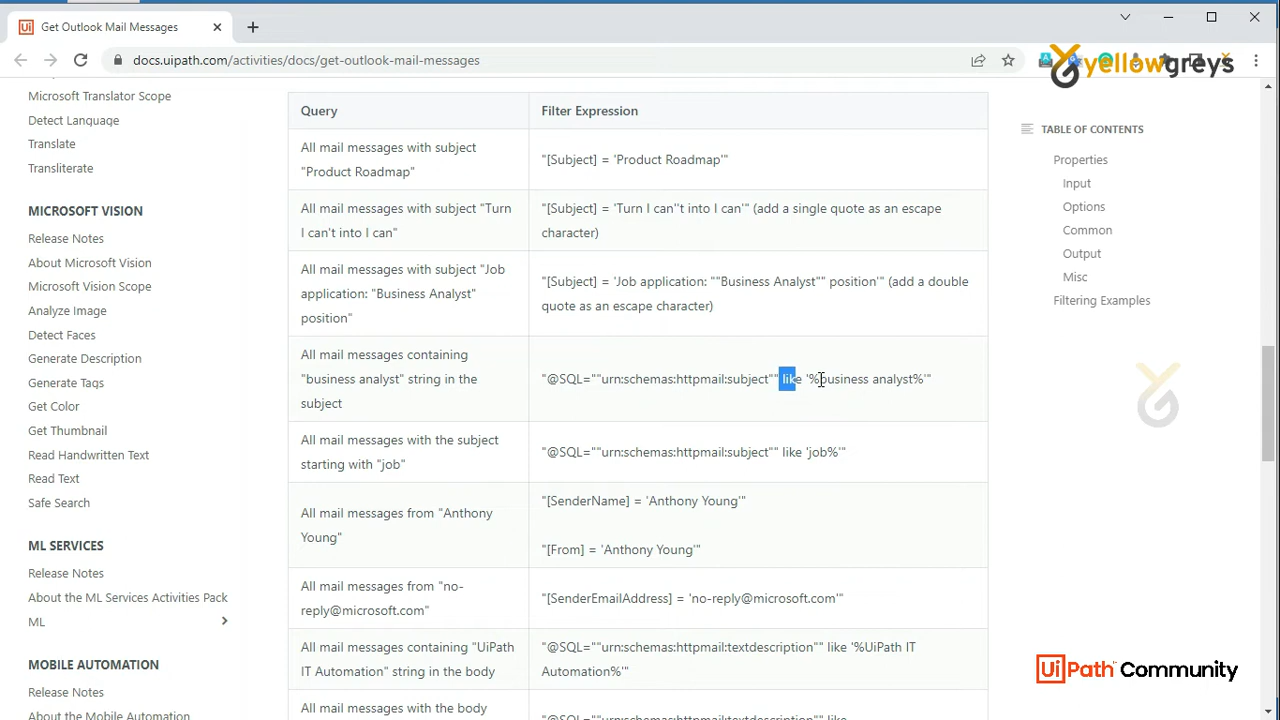 Get Outlook Mail Messages
docs.uipath.com/activities/docs/get-outlook-mail-messages
yellowgreys
Microsoft Translator Scope
Detect Language
Translate
Transliterate
MICROSOFT VISION
Release Notes
About Microsoft Vision
Microsoft Vision Scope
Analyze Image
Detect Faces
Generate Description
Generate Tags
Get Color
Get Thumbnail
Read Handwritten Text
Read Text
Safe Search
ML SERVICES
Release Notes
About the ML Services Activities Pack
ML
MOBILE AUTOMATION
Release Notes
About the Mobile Automation
Query
Filter Expression
All mail messages with subject
"Product Roadmap"
"[Subject] = 'Product Roadmap'"
All mail messages with subject "Turn
I can't into I can"
"[Subject] = 'Turn I can''t into I can'" (add a single quote as an escape
character)
All mail messages with subject "Job
application: "Business Analyst"
position"
"[Subject] = 'Job application: ""Business Analyst"" position'" (add a double
quote as an escape character)
All mail messages containing
"business analyst" string in the
subject
"@SQL=""urn:schemas:httpmail:subject"" like '%business analyst%'"
All mail messages with the subject
starting with "job"
"@SQL=""urn:schemas:httpmail:subject"" like 'job%'"
All mail messages from "Anthony
Young"
"[SenderName] = 'Anthony Young'"
"[From] = 'Anthony Young'"
All mail messages from "no-
reply@microsoft.com"
"[SenderEmailAddress] = 'no-reply@microsoft.com'"
All mail messages containing "UiPath
IT Automation" string in the body
"@SQL=""urn:schemas:httpmail:textdescription"" like '%UiPath IT
Automation%'"
All mail messages with the body
"@SQL=""urn:schemas:httpmail:textdescription"" like
TABLE OF CONTENTS
Properties
Input
Options
Common
Output
Misc
Filtering Examples
UiPath Community